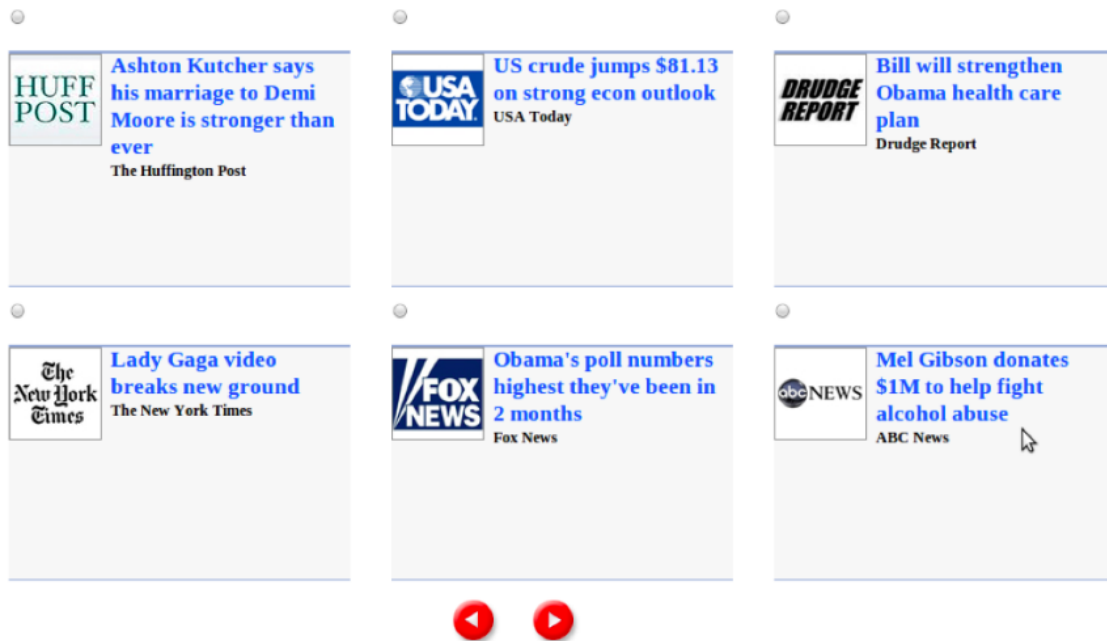 HUFF
POST
Ashton Kutcher says
his marriage to Demi
Moore is stronger than
ever
The Huffington Post
USA
TODAY.
US crude jumps $81.13
on strong econ outlook
USA Today
DRUDGE
REPORT
Bill will strengthen
Obama health care
plan
Drudge Report
The
New York
Times
Lady Gaga video
breaks new ground
The New York Times
FOX
NEWS
Obama's poll numbers
highest they've been in
2 months
Fox News
abc NEWS
Mel Gibson donates
$1M to help fight
alcohol abuse
ABC News